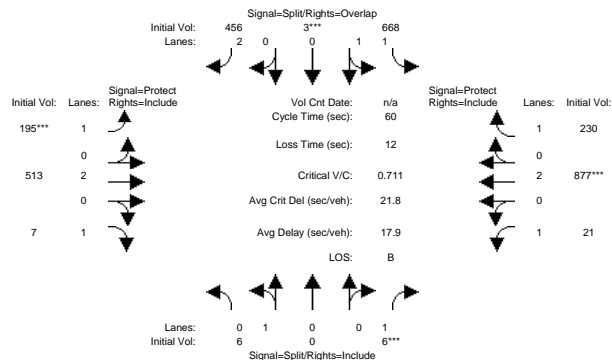 Signal=Split/Rights=Overlap
Initial Vol: 456 3*** 668
Lanes: 2 0 0 1 1
Signal=Protect
Rights=Include
Initial Vol: Lanes:
195*** 1
0
513 2
0
7 1
Vol Cnt Date: n/a
Cycle Time (sec): 60
Loss Time (sec): 12
Critical V/C: 0.711
Avg Crit Del (sec/veh): 21.8
Avg Delay (sec/veh): 17.9
LOS: B
Signal=Protect
Rights=Include
Lanes: Initial Vol:
1 230
0
2 877***
0
1 21
Lanes: 0 1 0 0 1
Initial Vol: 6 0 6***
Signal=Split/Rights=Include